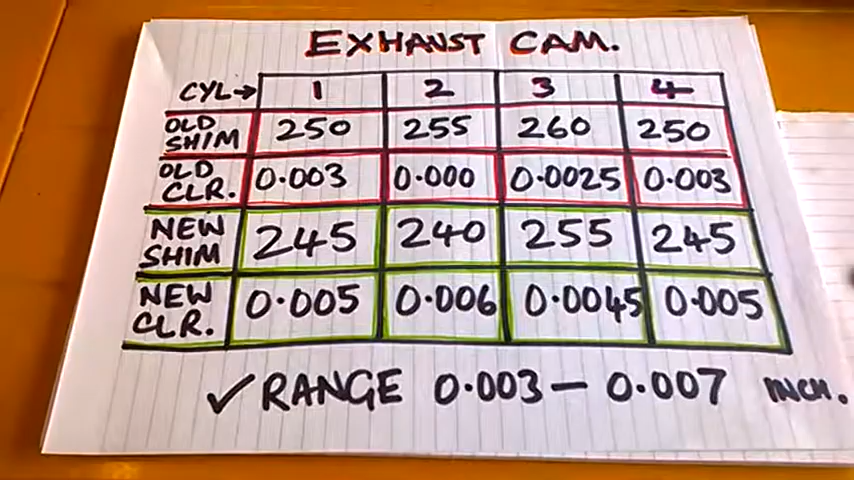 EXHAUST CAM.
CYL→ 1 2 3 4
OLD SHIM 250 255 260 250
OLD CLR. 0.003 0.000 0.0025 0.003
NEW SHIM 245 240 255 245
NEW CLR. 0.005 0.006 0.0045 0.005
✓ RANGE 0.003 — 0.007 INCH.